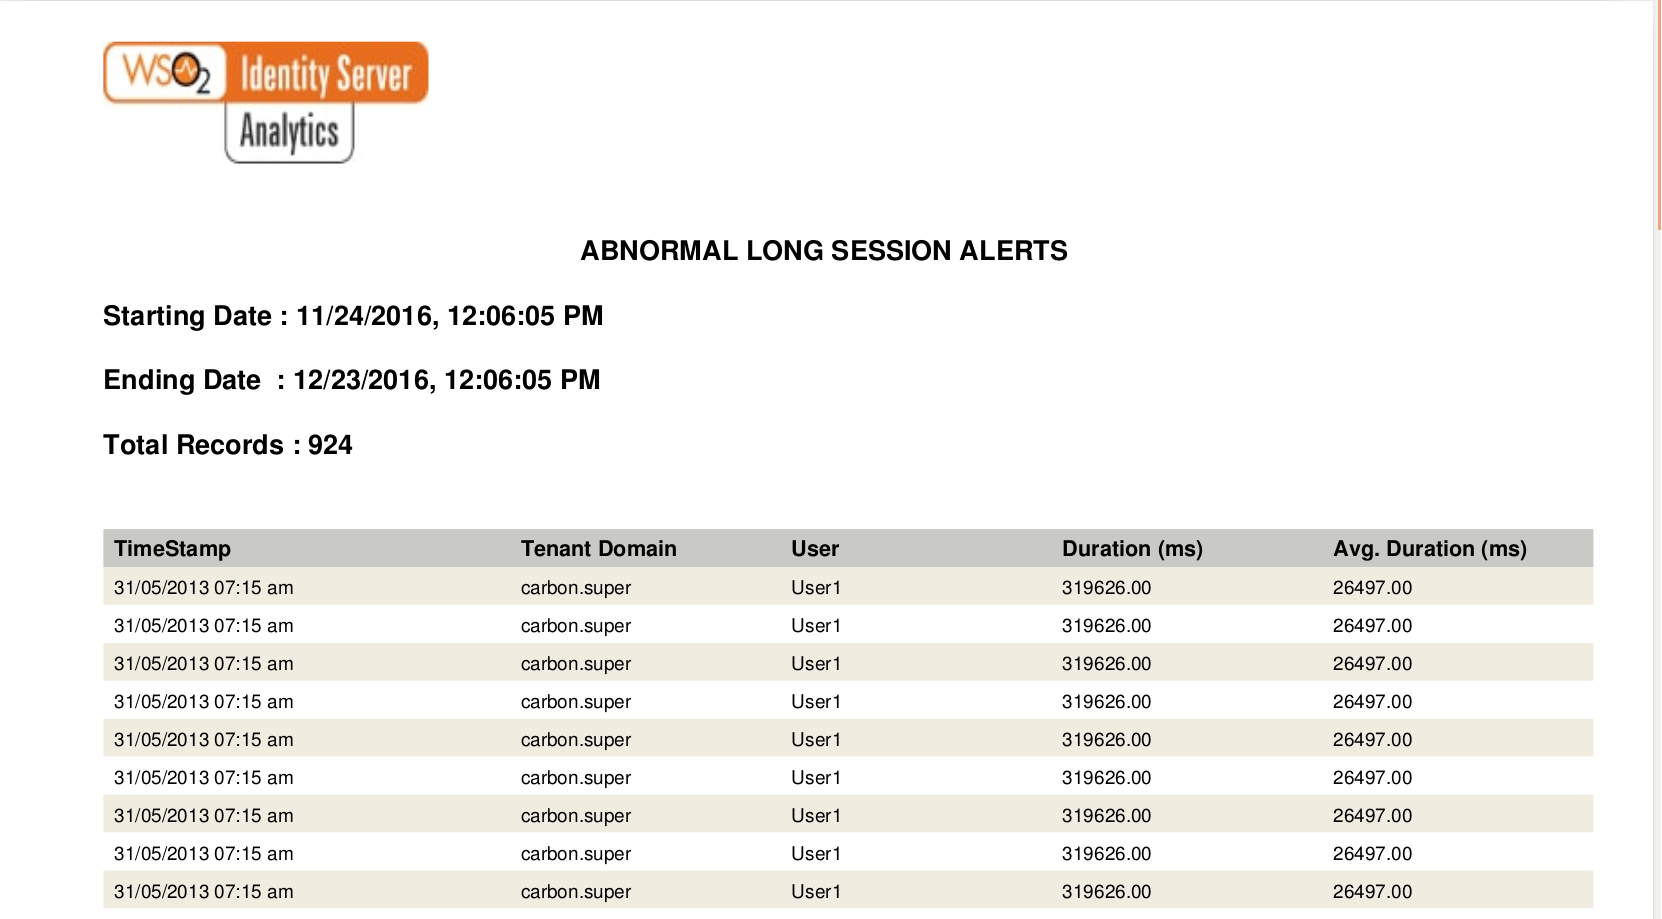 WSO2 Identity Server
Analytics
ABNORMAL LONG SESSION ALERTS
Starting Date : 11/24/2016, 12:06:05 PM
Ending Date  : 12/23/2016, 12:06:05 PM
Total Records : 924
TimeStamp Tenant Domain User Duration (ms) Avg. Duration (ms)
31/05/2013 07:15 am carbon.super User1 319626.00 26497.00
31/05/2013 07:15 am carbon.super User1 319626.00 26497.00
31/05/2013 07:15 am carbon.super User1 319626.00 26497.00
31/05/2013 07:15 am carbon.super User1 319626.00 26497.00
31/05/2013 07:15 am carbon.super User1 319626.00 26497.00
31/05/2013 07:15 am carbon.super User1 319626.00 26497.00
31/05/2013 07:15 am carbon.super User1 319626.00 26497.00
31/05/2013 07:15 am carbon.super User1 319626.00 26497.00
31/05/2013 07:15 am carbon.super User1 319626.00 26497.00